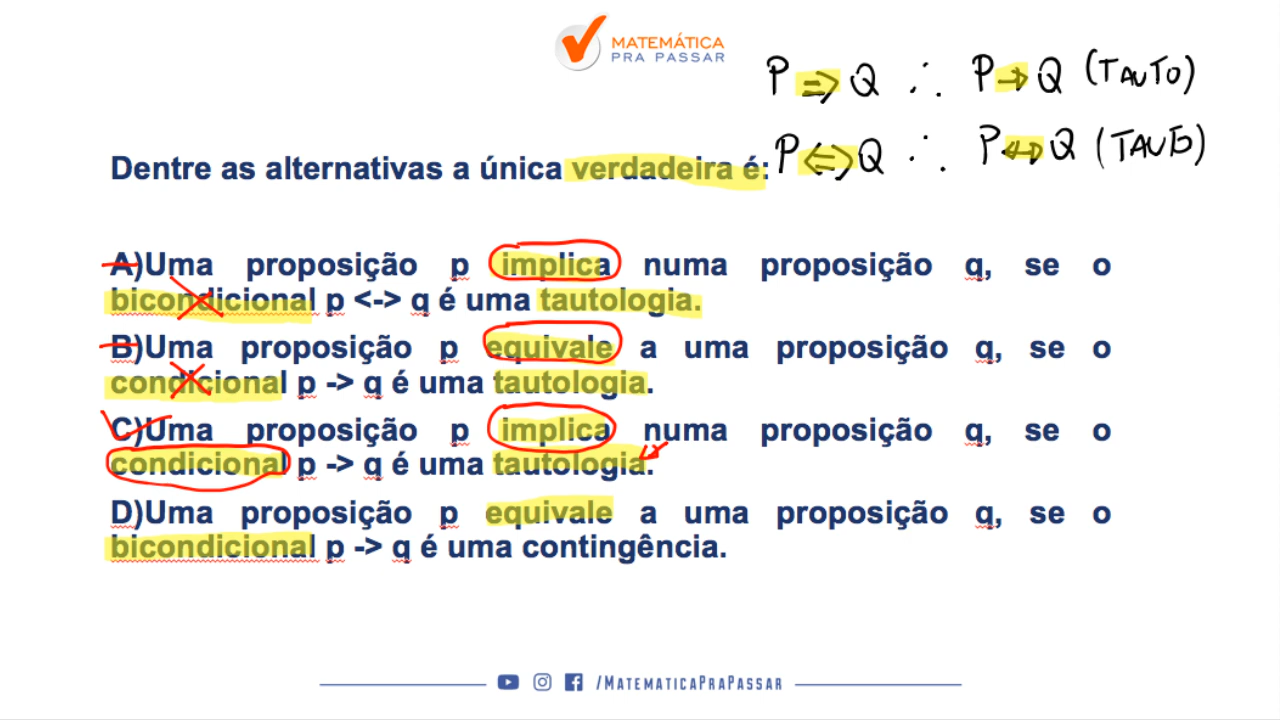 MATEMÁTICA
PRA PASSAR
P ⇒ Q ∴ P → Q (TAUTO)
P ⇔ Q ∴ P ↔ Q (TAUTO)
Dentre as alternativas a única verdadeira é:
A)Uma proposição p implica numa proposição q, se o
bicondicional p <-> q é uma tautologia.
B)Uma proposição p equivale a uma proposição q, se o
condicional p -> q é uma tautologia.
C)Uma proposição p implica numa proposição q, se o
condicional p -> q é uma tautologia.
D)Uma proposição p equivale a uma proposição q, se o
bicondicional p -> q é uma contingência.
/MATEMATICAPRAPASSAR